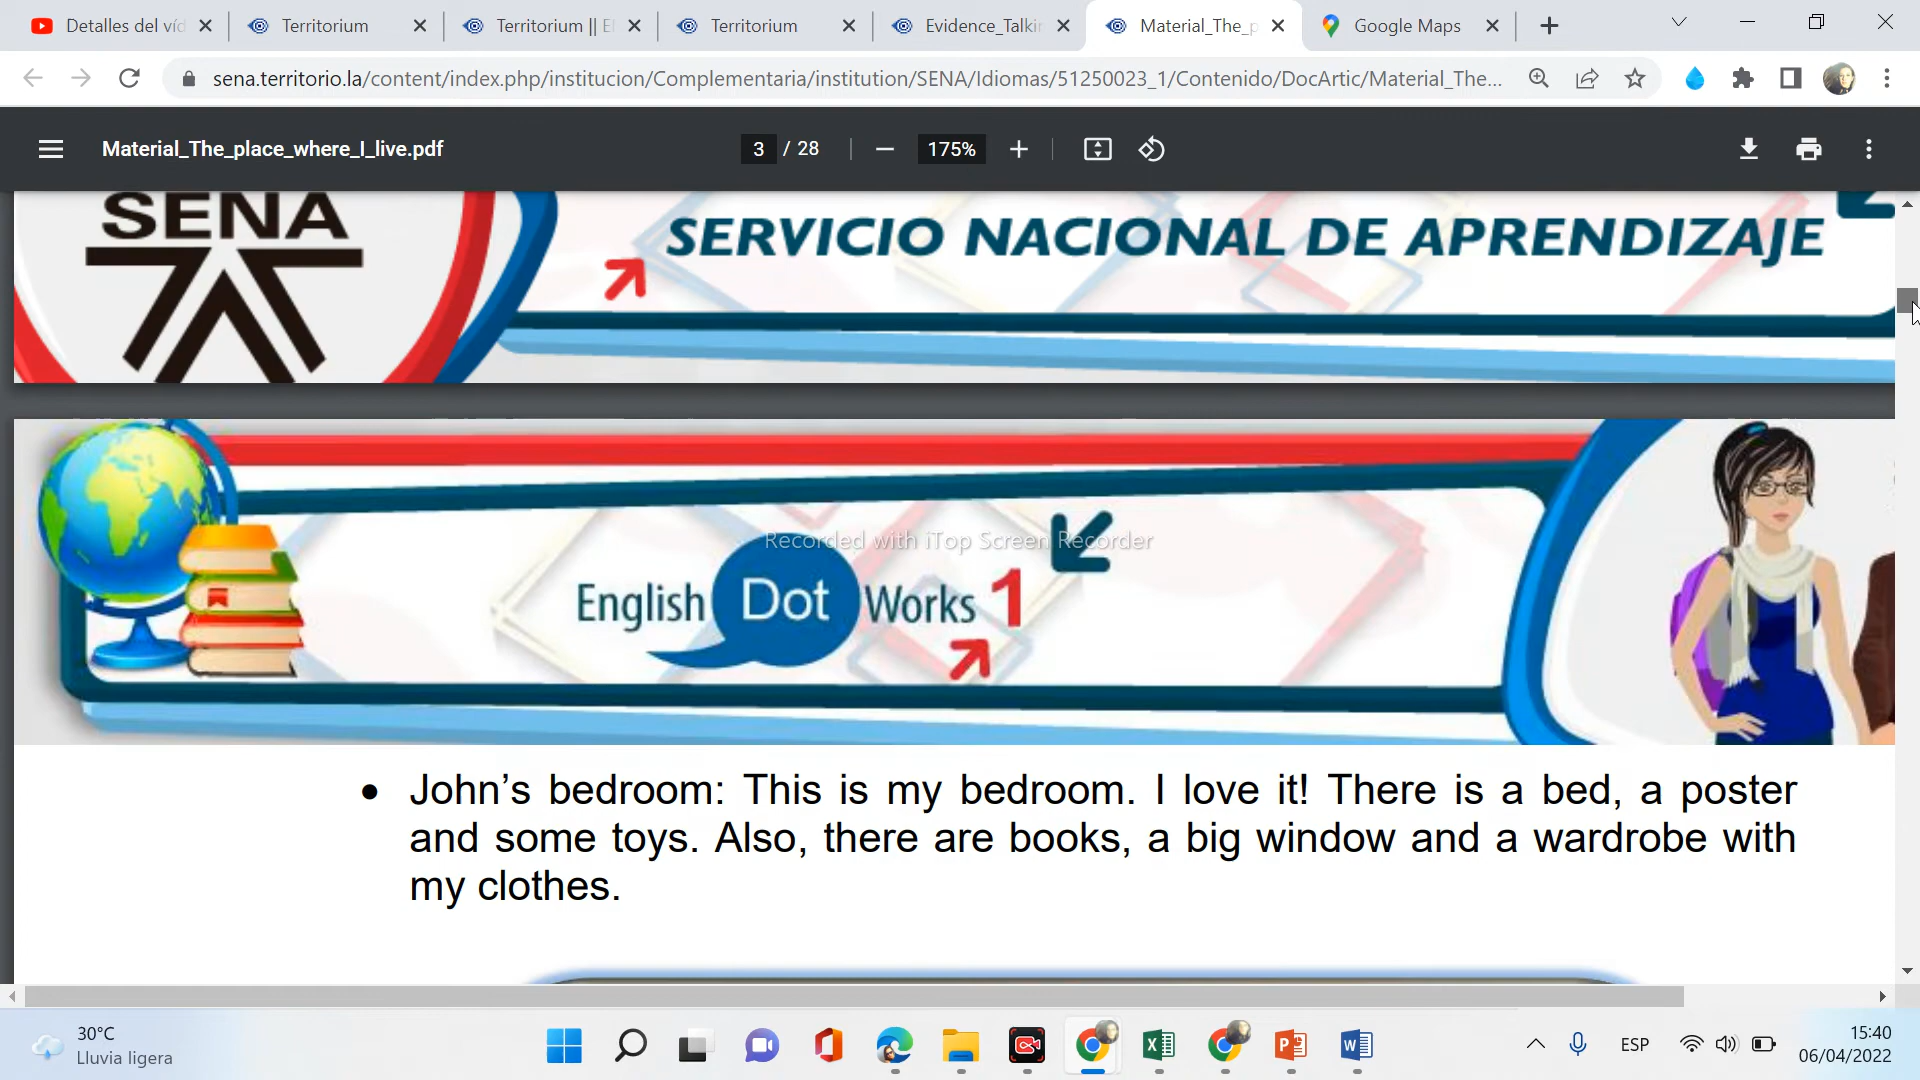 Detalles del víd
Territorium
Territorium || El
Territorium
Evidence_Talkin
Material_The_p
Google Maps
sena.territorio.la/content/index.php/institucion/Complementaria/institution/SENA/Idiomas/51250023_1/Contenido/DocArtic/Material_The...
Material_The_place_where_I_live.pdf
3 / 28
175%
SENA
SERVICIO NACIONAL DE APRENDIZAJE
Recorded with iTop Screen Recorder
English Dot Works 1
• John’s bedroom: This is my bedroom. I love it! There is a bed, a poster
and some toys. Also, there are books, a big window and a wardrobe with
my clothes.
30°C
Lluvia ligera
ESP
15:40
06/04/2022